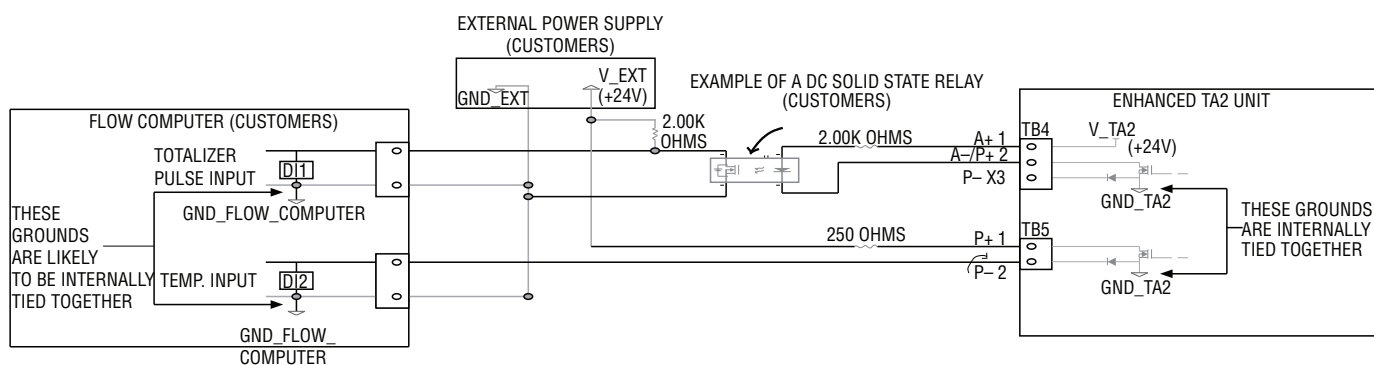 EXTERNAL POWER SUPPLY
(CUSTOMERS)
V_EXT
(+24V)
GND_EXT
EXAMPLE OF A DC SOLID STATE RELAY
(CUSTOMERS)
ENHANCED TA2 UNIT
FLOW COMPUTER (CUSTOMERS)
2.00K
OHMS
2.00K OHMS
TB4
A+ 1
A–/P+ 2
P– X3
V_TA2
(+24V)
GND_TA2
TOTALIZER
PULSE INPUT
DI1
GND_FLOW_COMPUTER
THESE
GROUNDS
ARE LIKELY
TO BE INTERNALLY
TIED TOGETHER
THESE GROUNDS
ARE INTERNALLY
TIED TOGETHER
250 OHMS
TB5
P+ 1
P– 2
GND_TA2
TEMP. INPUT
DI2
GND_FLOW_
COMPUTER